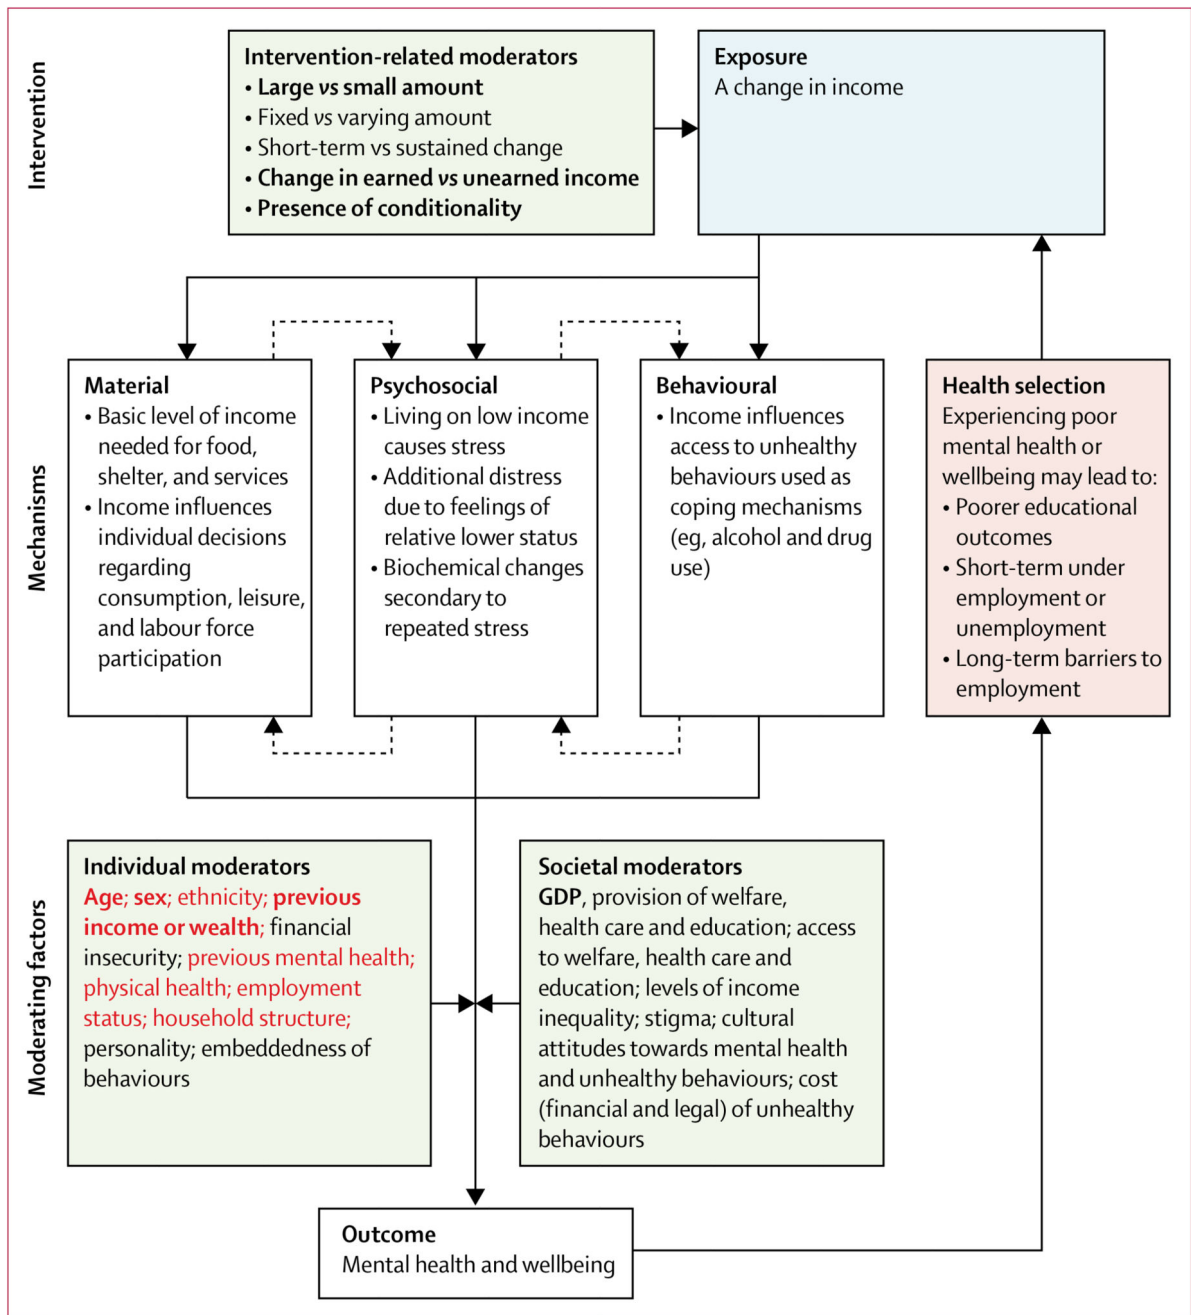 Intervention
Intervention-related moderators
• Large vs small amount
• Fixed vs varying amount
• Short-term vs sustained change
• Change in earned vs unearned income
• Presence of conditionality
Exposure
A change in income
Mechanisms
Material
• Basic level of income
needed for food,
shelter, and services
• Income influences
individual decisions
regarding
consumption, leisure,
and labour force
participation
Psychosocial
• Living on low income
causes stress
• Additional distress
due to feelings of
relative lower status
• Biochemical changes
secondary to
repeated stress
Behavioural
• Income influences
access to unhealthy
behaviours used as
coping mechanisms
(eg, alcohol and drug
use)
Health selection
Experiencing poor
mental health or
wellbeing may lead to:
• Poorer educational
outcomes
• Short-term under
employment or
unemployment
• Long-term barriers to
employment
Moderating factors
Individual moderators
Age; sex; ethnicity; previous
income or wealth; financial
insecurity; previous mental health;
physical health; employment
status; household structure;
personality; embeddedness of
behaviours
Societal moderators
GDP, provision of welfare,
health care and education; access
to welfare, health care and
education; levels of income
inequality; stigma; cultural
attitudes towards mental health
and unhealthy behaviours; cost
(financial and legal) of unhealthy
behaviours
Outcome
Mental health and wellbeing